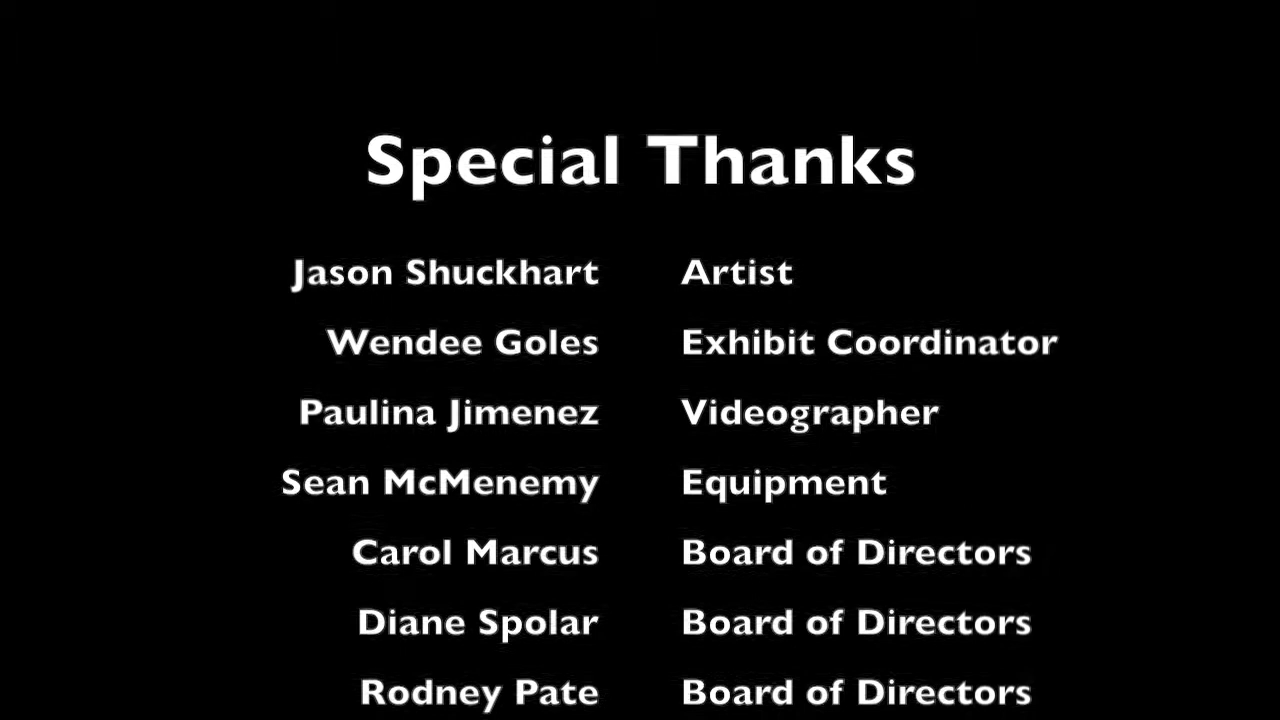 Special Thanks
Jason Shuckhart Artist
Wendee Goles Exhibit Coordinator
Paulina Jimenez Videographer
Sean McMenemy Equipment
Carol Marcus Board of Directors
Diane Spolar Board of Directors
Rodney Pate Board of Directors